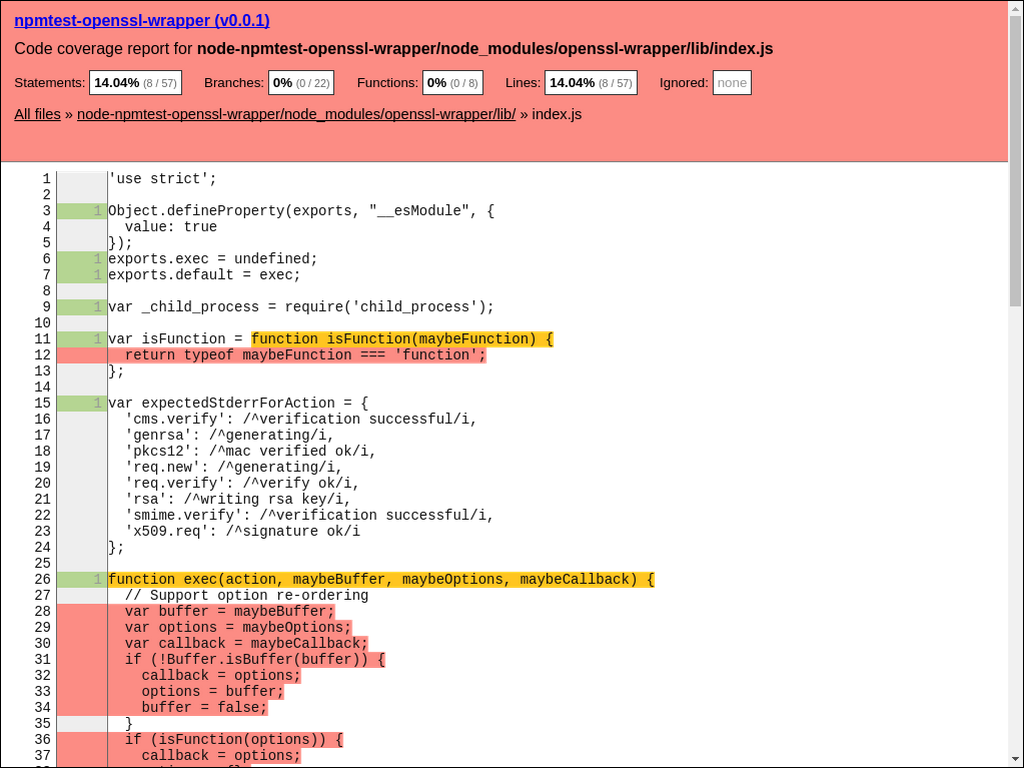 npmtest-openssl-wrapper (v0.0.1)
Code coverage report for node-npmtest-openssl-wrapper/node_modules/openssl-wrapper/lib/index.js
Statements: 14.04% (8 / 57) Branches: 0% (0 / 22) Functions: 0% (0 / 8) Lines: 14.04% (8 / 57) Ignored: none
All files » node-npmtest-openssl-wrapper/node_modules/openssl-wrapper/lib/ » index.js
1 'use strict';
2
3 1 Object.defineProperty(exports, "__esModule", {
4   value: true
5 });
6 1 exports.exec = undefined;
7 1 exports.default = exec;
8
9 1 var _child_process = require('child_process');
10
11 1 var isFunction = function isFunction(maybeFunction) {
12   return typeof maybeFunction === 'function';
13 };
14
15 1 var expectedStderrForAction = {
16   'cms.verify': /^verification successful/i,
17   'genrsa': /^generating/i,
18   'pkcs12': /^mac verified ok/i,
19   'req.new': /^generating/i,
20   'req.verify': /^verify ok/i,
21   'rsa': /^writing rsa key/i,
22   'smime.verify': /^verification successful/i,
23   'x509.req': /^signature ok/i
24 };
25
26 1 function exec(action, maybeBuffer, maybeOptions, maybeCallback) {
27   // Support option re-ordering
28   var buffer = maybeBuffer;
29   var options = maybeOptions;
30   var callback = maybeCallback;
31   if (!Buffer.isBuffer(buffer)) {
32     callback = options;
33     options = buffer;
34     buffer = false;
35   }
36   if (isFunction(options)) {
37     callback = options;